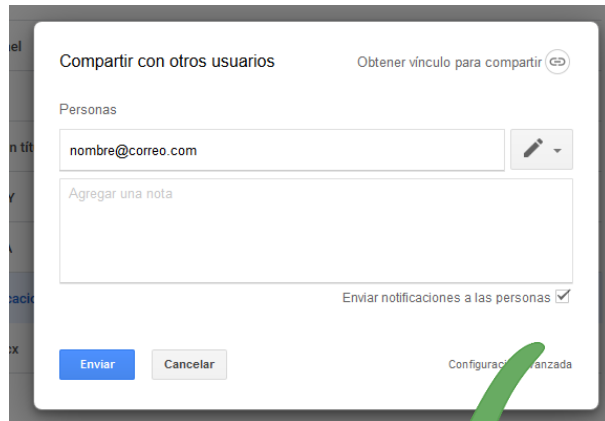 Compartir con otros usuarios
Obtener vínculo para compartir
Personas
nombre@correo.com
Agregar una nota
Enviar notificaciones a las personas
Enviar
Cancelar